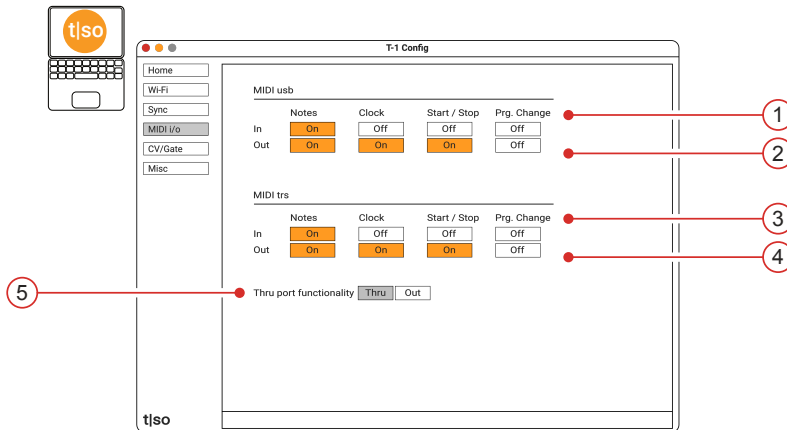 t|so
T-1 Config
Home
Wi-Fi
Sync
MIDI i/o
CV/Gate
Misc
MIDI usb
Notes Clock Start / Stop Prg. Change
In On Off Off Off
Out On On On Off
MIDI trs
Notes Clock Start / Stop Prg. Change
In On Off Off Off
Out On On On Off
Thru port functionality Thru Out
t|so
1
2
3
4
5